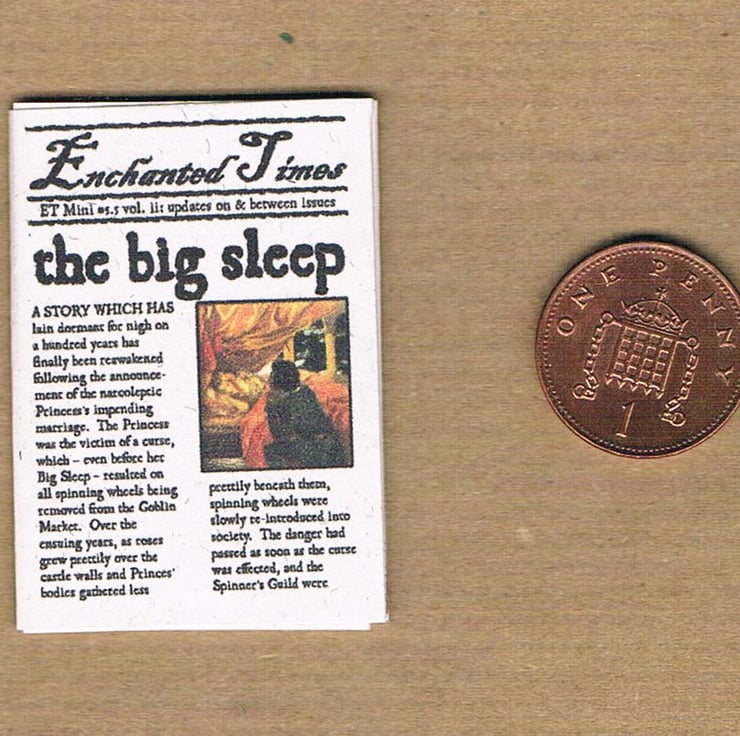 Enchanted Times
ET Mini #5.5 vol. ii: updates on & between issues
the big sleep
A STORY WHICH HAS
lain dormant for nigh on
a hundred years has
finally been reawakened
following the announce-
ment of the narcoleptic
Princess's impending
marriage. The Princess
was the victim of a curse,
which – even before her
Big Sleep – resulted on
all spinning wheels being
removed from the Goblin
Market. Over the
ensuing years, as roses
grew prettily over the
castle walls and Princes'
bodies gathered less
prettily beneath them,
spinning wheels were
slowly re-introduced into
society. The danger had
passed as soon as the curse
was effected, and the
Spinner's Guild were
ONE PENNY
1